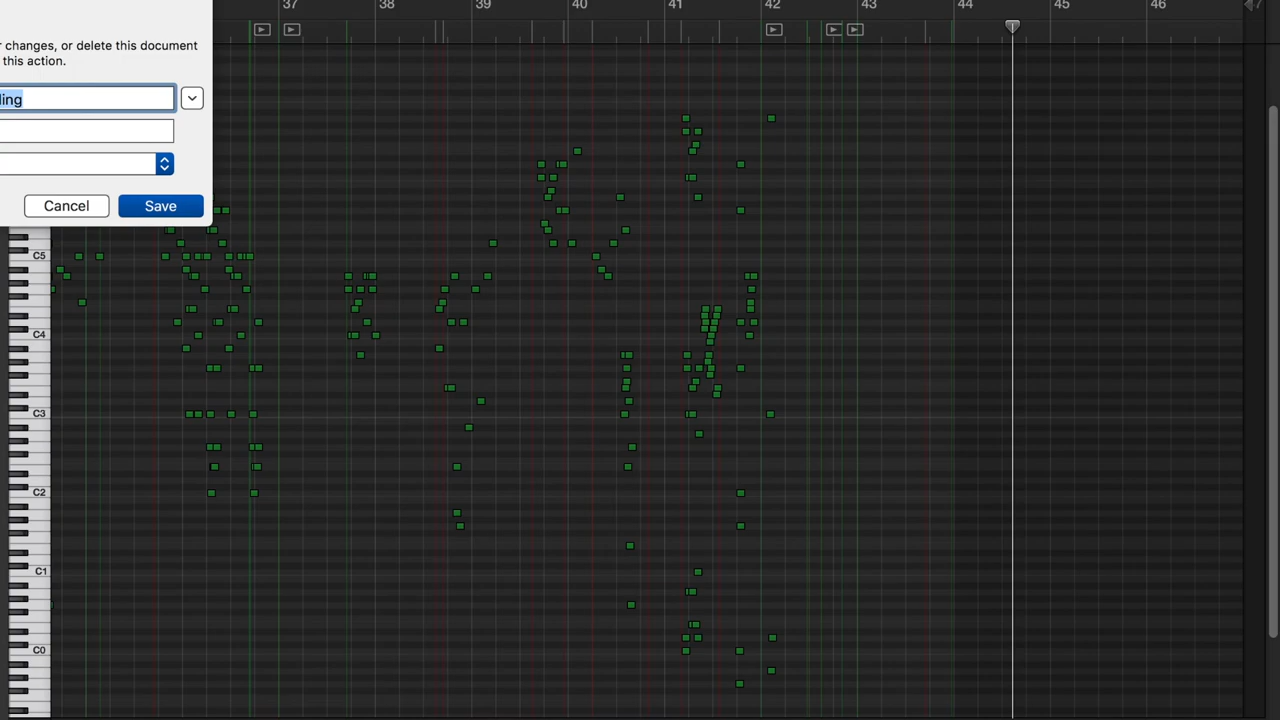 37 38 39 40 41 42 43 44 45 46
changes, or delete this document
this action.
Cancel Save
C5
C4
C3
C2
C1
C0